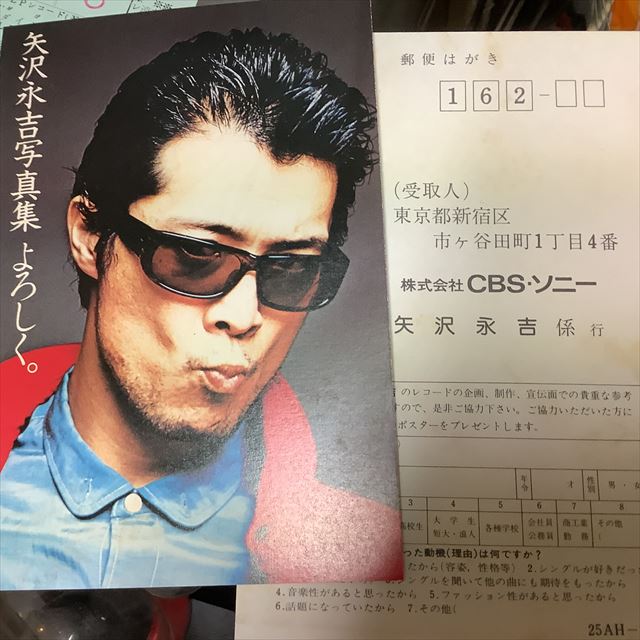 矢沢永吉写真集 よろしく。
郵便はがき
162-
(受取人)
東京都新宿区
市ヶ谷田町1丁目4番
株式会社 CBS・ソニー
矢沢永吉係 行
のレコードの企画、制作、宣伝面での貴重な参考
ので、是非ご協力下さい。ご協力いただいた方に
ポスターをプレゼントします。
年令 才 性別 男・女
3 4 5 6 7 8
高校生 大学生 短大・浪人 各種学校 会社員 公務員 商工業 勤務 その他(
った動機(理由)は何ですか?
たから(容姿、性格等) 2.シングルが好きだっ
シングルを聞いて他の曲にも期待をもったから
4.音楽性があると思ったから 5.ファッション性があると思ったから
6.話題になっていたから 7.その他(
25AH-